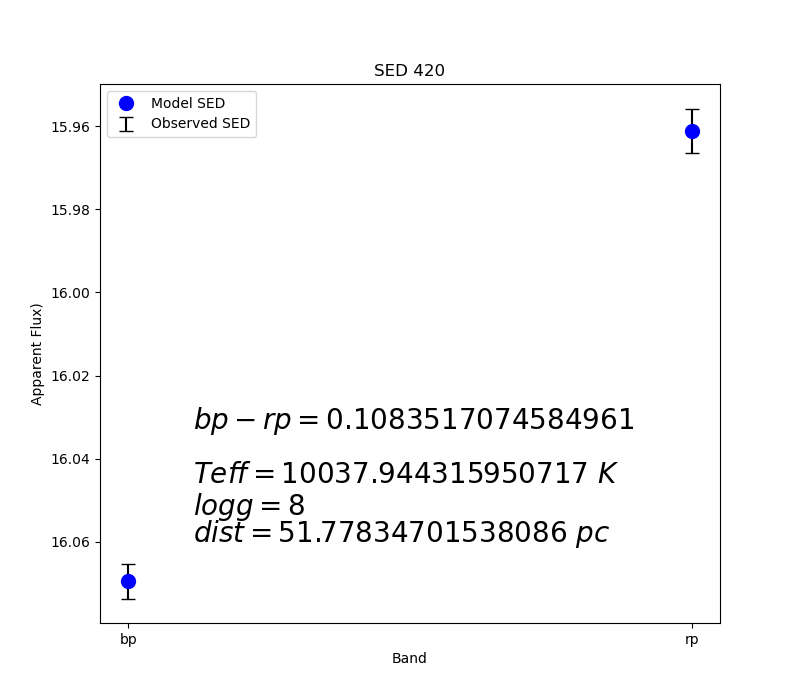 SED 420
Model SED
Observed SED
15.96
15.98
16.00
16.02
16.04
16.06
Apparent Flux)
bp − rp = 0.1083517074584961
Teff = 10037.944315950717 K
logg = 8
dist = 51.77834701538086 pc
bp
rp
Band